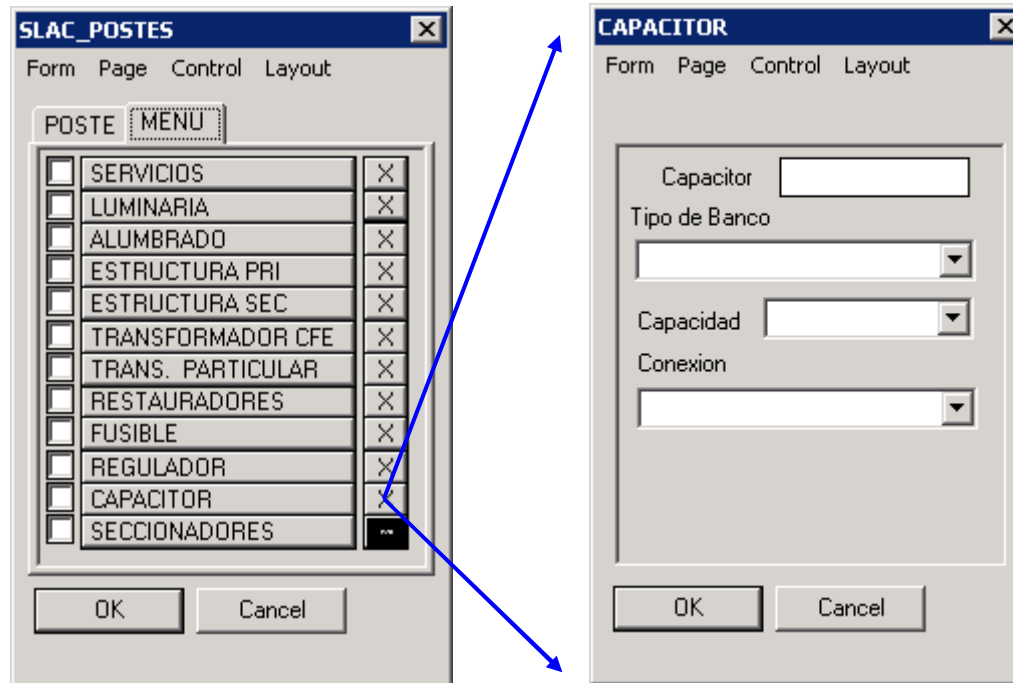 SLAC_POSTES
Form Page Control Layout
POSTE MENU
SERVICIOS X
LUMINARIA X
ALUMBRADO X
ESTRUCTURA PRI X
ESTRUCTURA SEC X
TRANSFORMADOR CFE X
TRANS. PARTICULAR X
RESTAURADORES X
FUSIBLE X
REGULADOR X
CAPACITOR X
SECCIONADORES
OK Cancel
CAPACITOR
Form Page Control Layout
Capacitor
Tipo de Banco
Capacidad
Conexion
OK Cancel